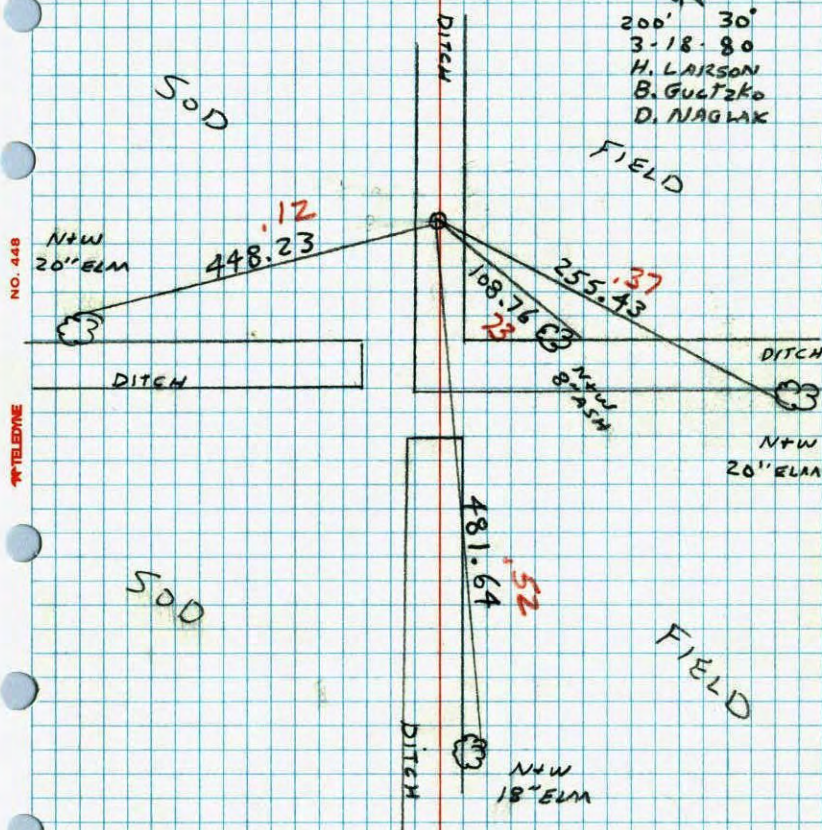 DITCH
200' 30°
3-18-80
H. LARSON
B. GUCTZKO
D. NAGLAK
SOD
FIELD
.12
448.23
N+W
20" ELM
255.43
.37
108.76
23
NO. 448
DITCH
DITCH
N+W
8" ASH
N+W
20" ELM
TELEDYNE
481.64
.52
SOD
FIELD
DITCH
N+W
18" ELM